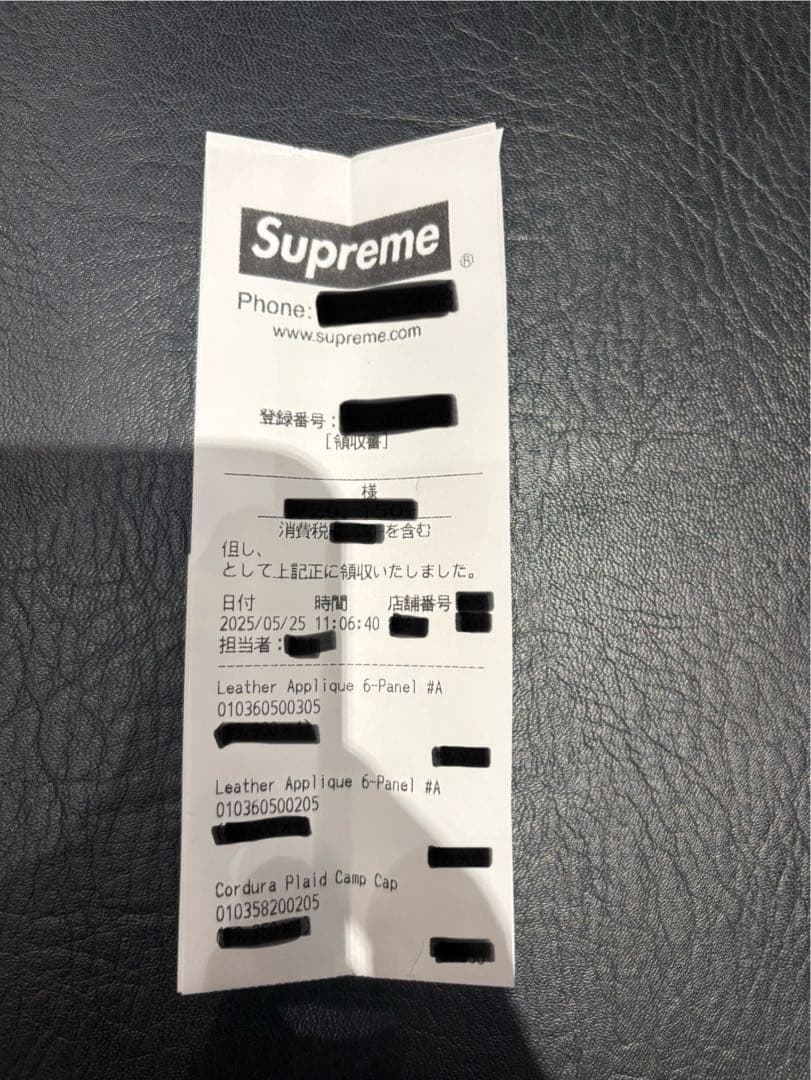 Supreme
®
Phone:
www.supreme.com
登録番号:
[領収書]
様
消費税 を含む
但し、
として上記正に領収いたしました。
日付 時間 店舗番号
2025/05/25 11:06:40
担当者:
Leather Applique 6-Panel #A
010360500305
Leather Applique 6-Panel #A
010360500205
Cordura Plaid Camp Cap
010358200205